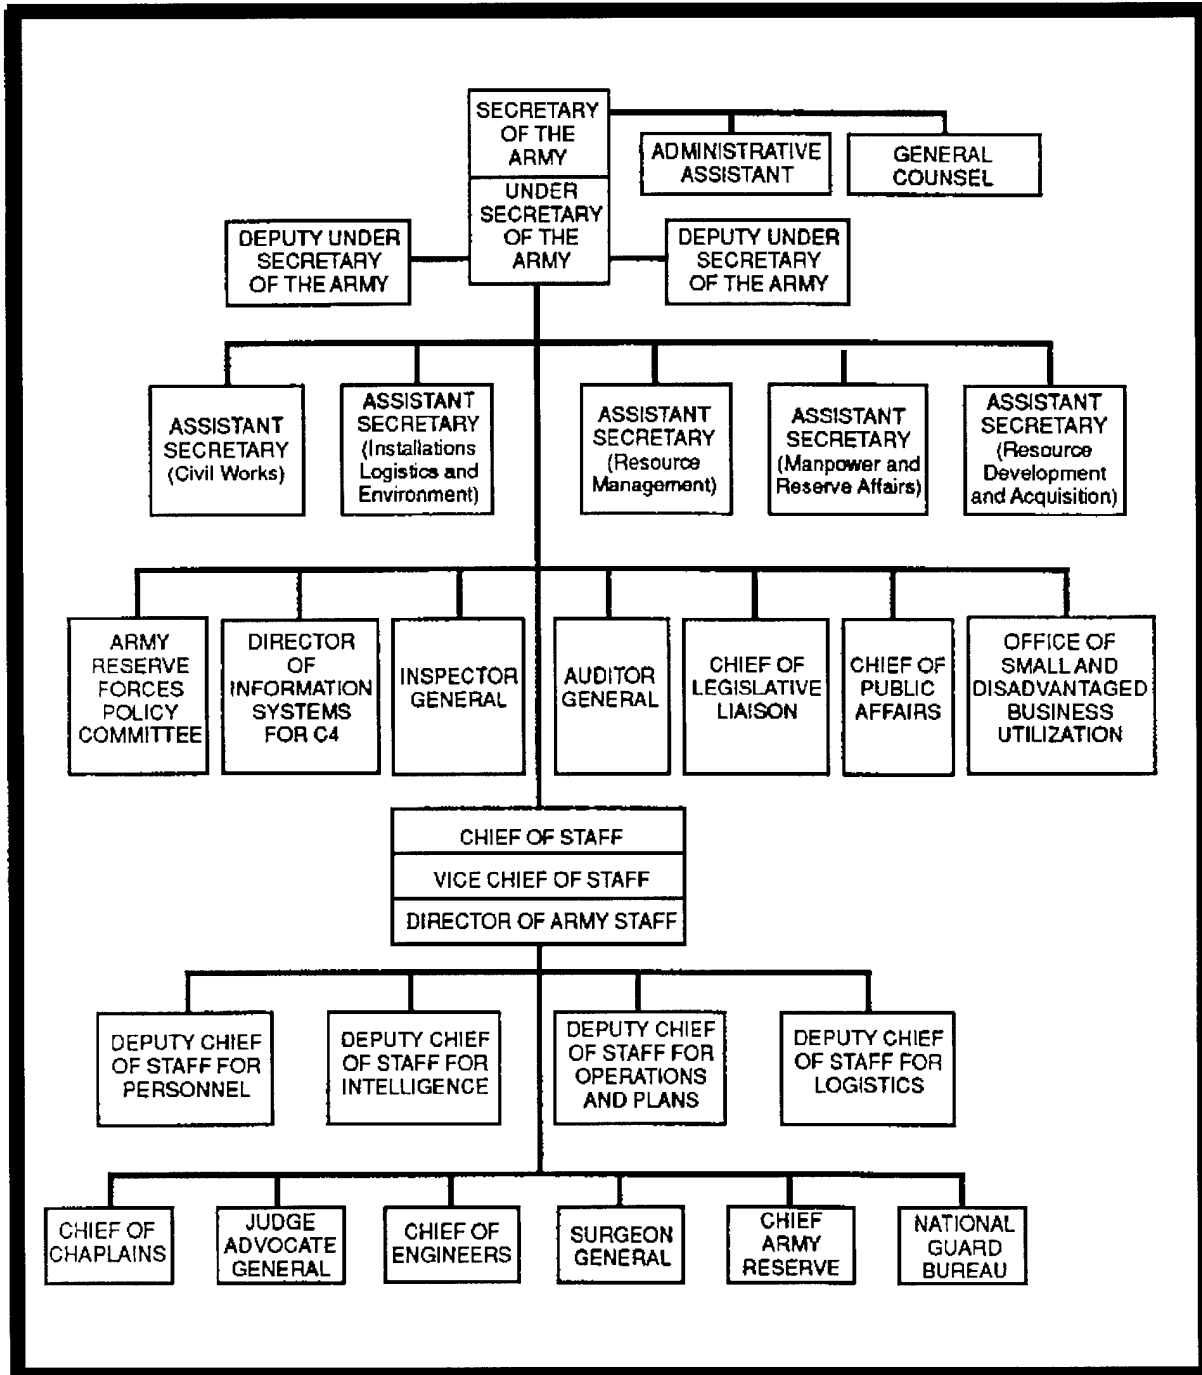 SECRETARY
OF THE
ARMY
ADMINISTRATIVE
ASSISTANT
GENERAL
COUNSEL
UNDER
SECRETARY
OF THE
ARMY
DEPUTY UNDER
SECRETARY
OF THE ARMY
DEPUTY UNDER
SECRETARY
OF THE ARMY
ASSISTANT
SECRETARY
(Civil Works)
ASSISTANT
SECRETARY
(Installations
Logistics and
Environment)
ASSISTANT
SECRETARY
(Resource
Management)
ASSISTANT
SECRETARY
(Manpower and
Reserve Affairs)
ASSISTANT
SECRETARY
(Resource
Development
and Acquisition)
ARMY
RESERVE
FORCES
POLICY
COMMITTEE
DIRECTOR
OF
INFORMATION
SYSTEMS
FOR C4
INSPECTOR
GENERAL
AUDITOR
GENERAL
CHIEF OF
LEGISLATIVE
LIAISON
CHIEF OF
PUBLIC
AFFAIRS
OFFICE OF
SMALL AND
DISADVANTAGED
BUSINESS
UTILIZATION
CHIEF OF STAFF
VICE CHIEF OF STAFF
DIRECTOR OF ARMY STAFF
DEPUTY CHIEF
OF STAFF FOR
PERSONNEL
DEPUTY CHIEF
OF STAFF FOR
INTELLIGENCE
DEPUTY CHIEF
OF STAFF FOR
OPERATIONS
AND PLANS
DEPUTY CHIEF
OF STAFF FOR
LOGISTICS
CHIEF OF
CHAPLAINS
JUDGE
ADVOCATE
GENERAL
CHIEF OF
ENGINEERS
SURGEON
GENERAL
CHIEF
ARMY
RESERVE
NATIONAL
GUARD
BUREAU